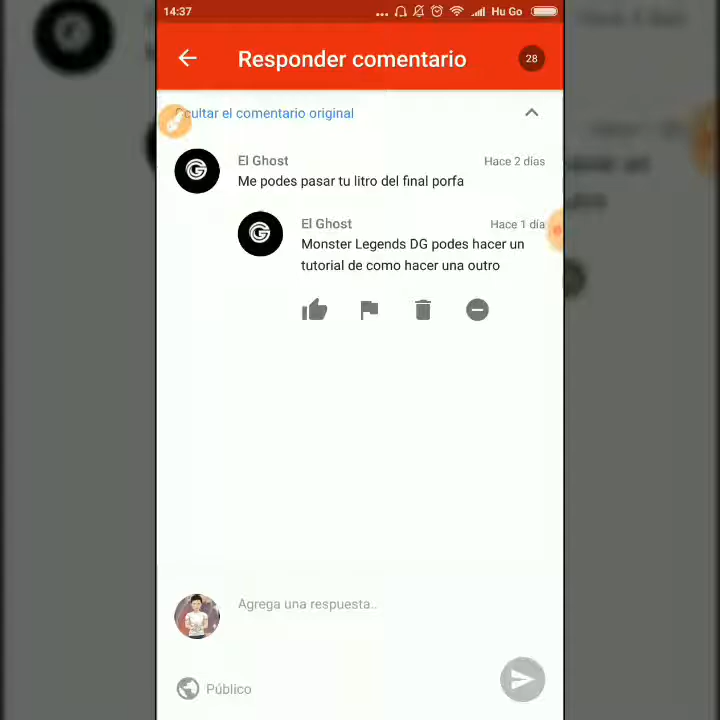 14:37
Hu Go
Responder comentario
28
cultar el comentario original
El Ghost
Hace 2 días
Me podes pasar tu litro del final porfa
El Ghost
Hace 1 día
Monster Legends DG podes hacer un
tutorial de como hacer una outro
Agrega una respuesta..
Público